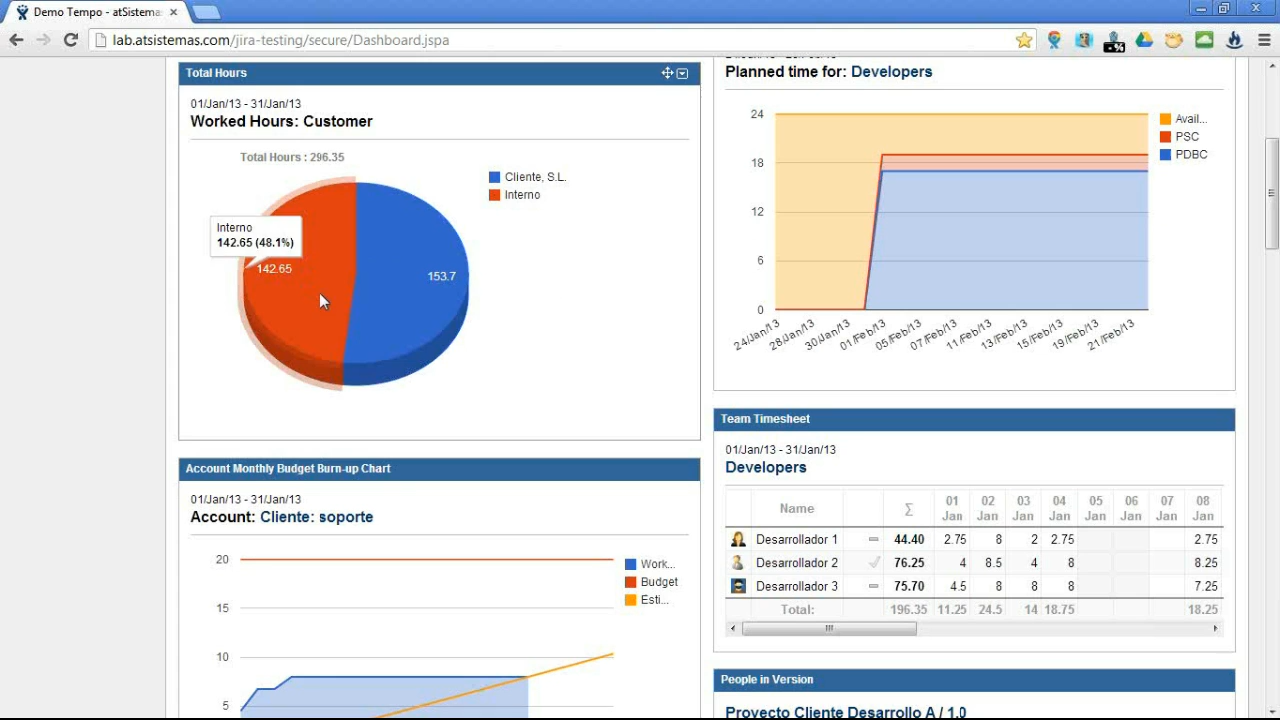 Demo Tempo - atSistemas
lab.atsistemas.com/jira-testing/secure/Dashboard.jspa
Total Hours
01/Jan/13 - 31/Jan/13
Worked Hours: Customer
Total Hours : 296.35
Cliente, S.L.
Interno
Interno
142.65 (48.1%)
142.65
153.7
Account Monthly Budget Burn-up Chart
01/Jan/13 - 31/Jan/13
Account: Cliente: soporte
20
15
10
5
Work...
Budget
Esti...
Planned time for: Developers
24
18
12
6
0
Avail...
PSC
PDBC
24/Jan/13
28/Jan/13
30/Jan/13
01/Feb/13
05/Feb/13
07/Feb/13
11/Feb/13
13/Feb/13
15/Feb/13
19/Feb/13
21/Feb/13
Team Timesheet
01/Jan/13 - 31/Jan/13
Developers
Name Σ 01 Jan 02 Jan 03 Jan 04 Jan 05 Jan 06 Jan 07 Jan 08 Jan
Desarrollador 1 44.40 2.75 8 2 2.75 2.75
Desarrollador 2 76.25 4 8.5 4 8 8.25
Desarrollador 3 75.70 4.5 8 8 8 7.25
Total: 196.35 11.25 24.5 14 18.75 18.25
People in Version
Proyecto Cliente Desarrollo A / 1.0